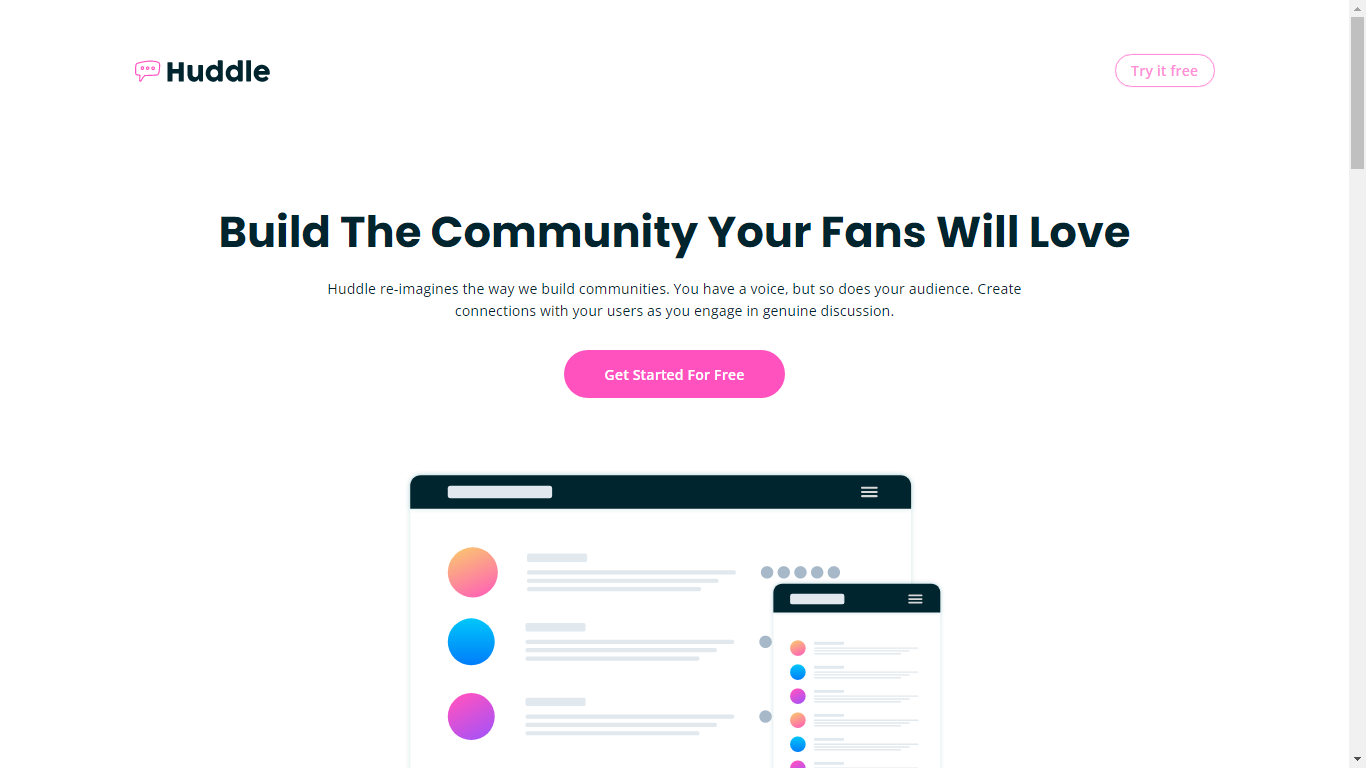 Huddle
Try it free
Build The Community Your Fans Will Love
Huddle re-imagines the way we build communities. You have a voice, but so does your audience. Create
connections with your users as you engage in genuine discussion.
Get Started For Free